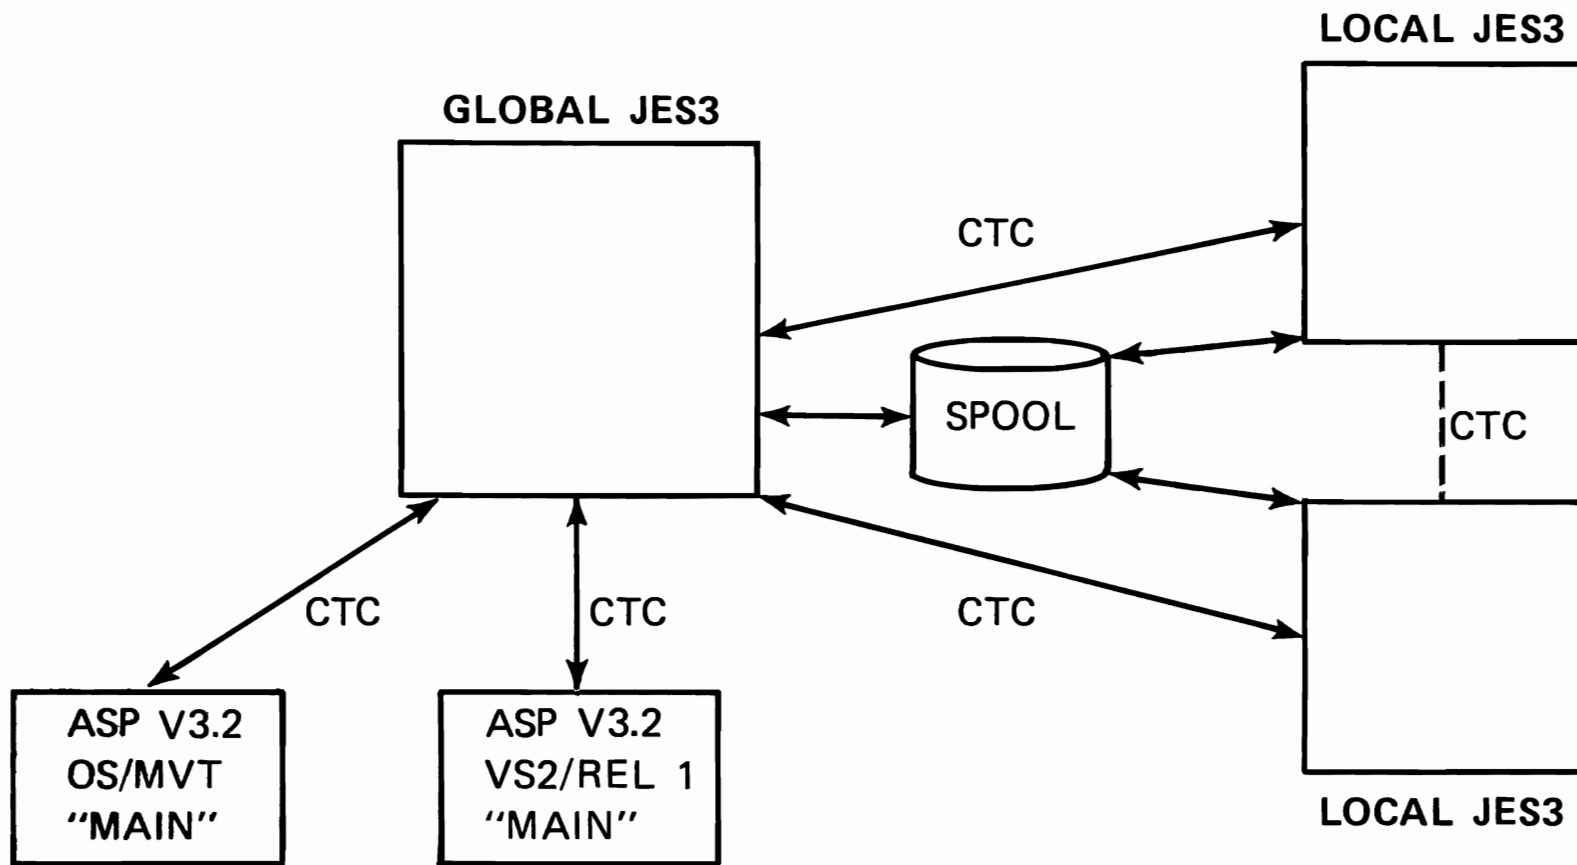 LOCAL JES3
GLOBAL JES3
CTC
SPOOL
CTC
CTC
CTC
CTC
ASP V3.2
OS/MVT
"MAIN"
ASP V3.2
VS2/REL 1
"MAIN"
LOCAL JES3